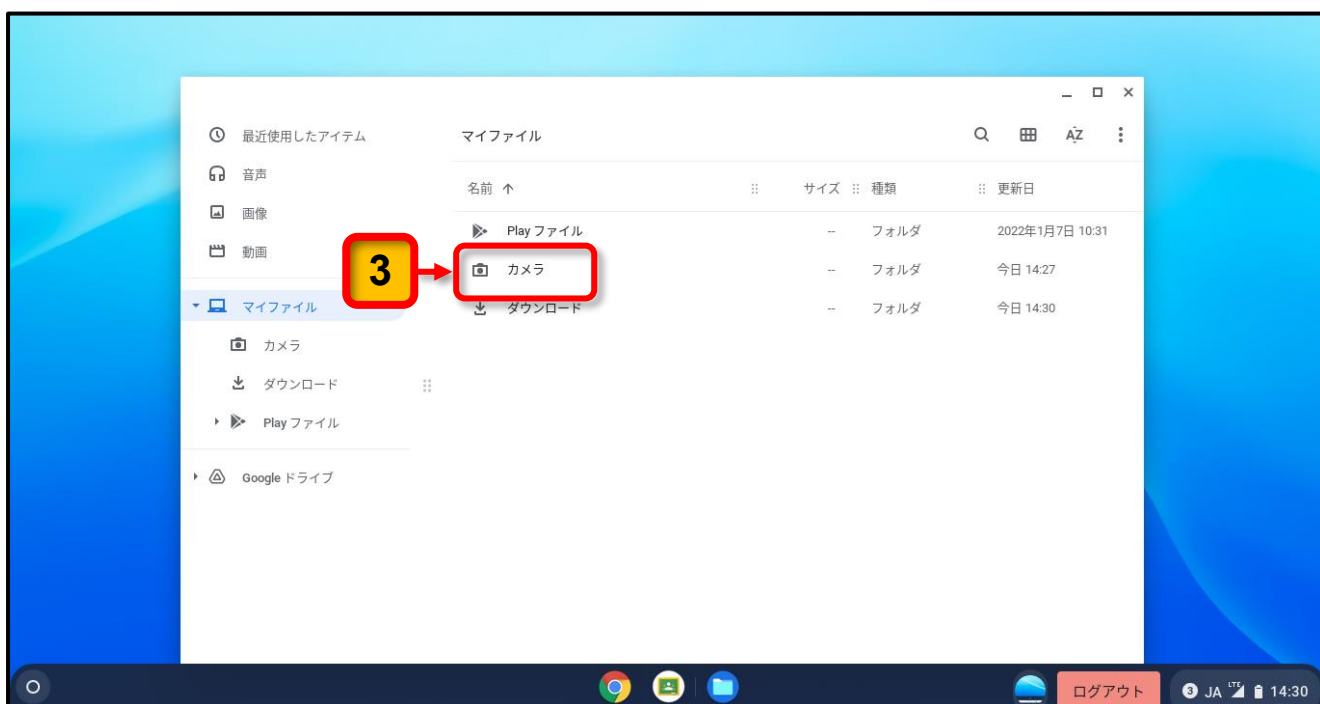 最近使用したアイテム
音声
画像
動画
マイファイル
カメラ
ダウンロード
Play ファイル
Google ドライブ
マイファイル
AZ
名前 サイズ 種類 更新日
Play ファイル -- フォルダ 2022年1月7日 10:31
3
カメラ -- フォルダ 今日 14:27
ダウンロード -- フォルダ 今日 14:30
ログアウト
3 JA LTE 14:30